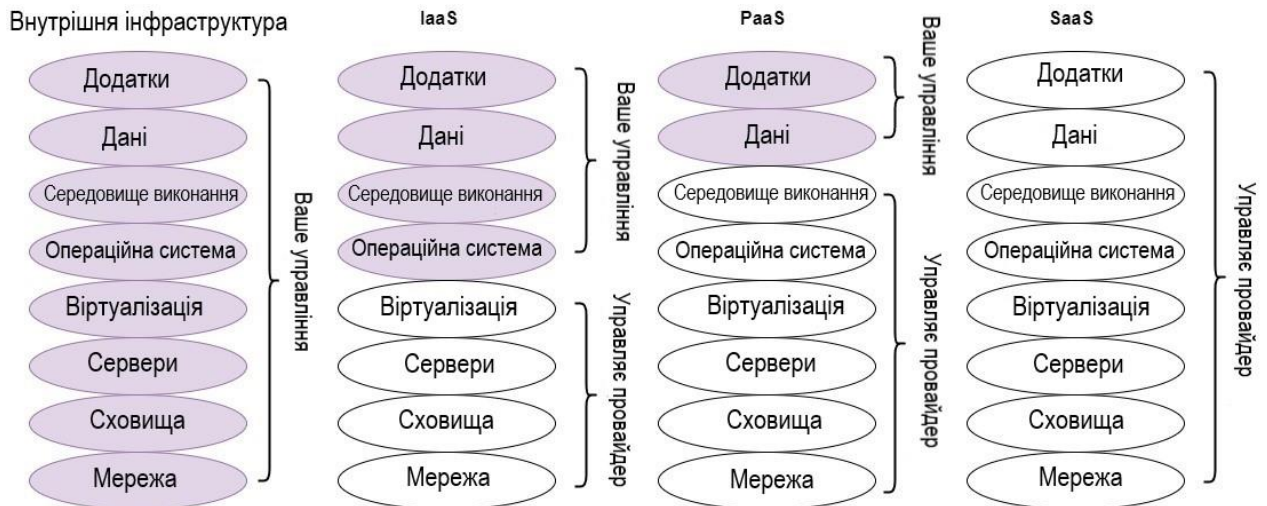 Внутрішня інфраструктура
Додатки
Дані
Середовище виконання
Операційна система
Віртуалізація
Сервери
Сховища
Мережа
Ваше управління
IaaS
Додатки
Дані
Середовище виконання
Операційна система
Віртуалізація
Сервери
Сховища
Мережа
Ваше управління
Управляє провайдер
PaaS
Додатки
Дані
Середовище виконання
Операційна система
Віртуалізація
Сервери
Сховища
Мережа
Ваше управління
Управляє провайдер
SaaS
Додатки
Дані
Середовище виконання
Операційна система
Віртуалізація
Сервери
Сховища
Мережа
Управляє провайдер